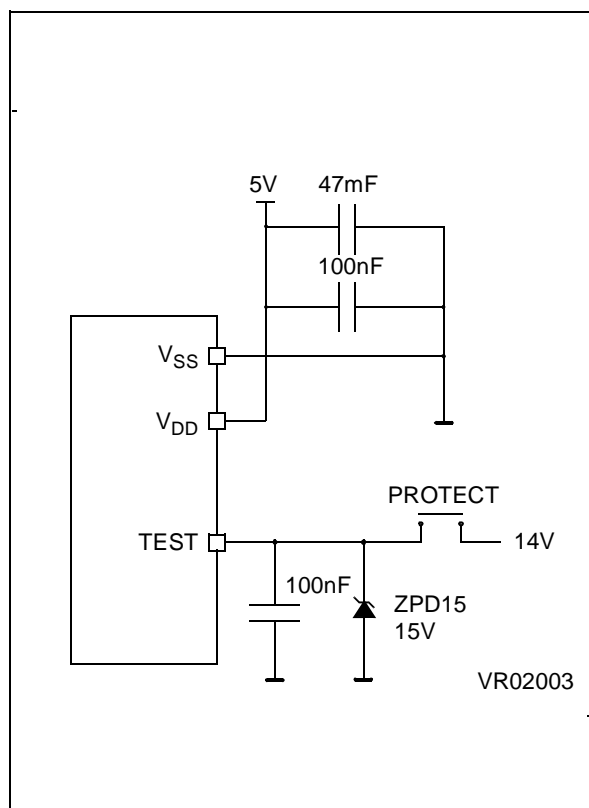 5V 47mF
100nF
VSS
VDD
PROTECT
TEST
14V
100nF
ZPD15
15V
VR02003